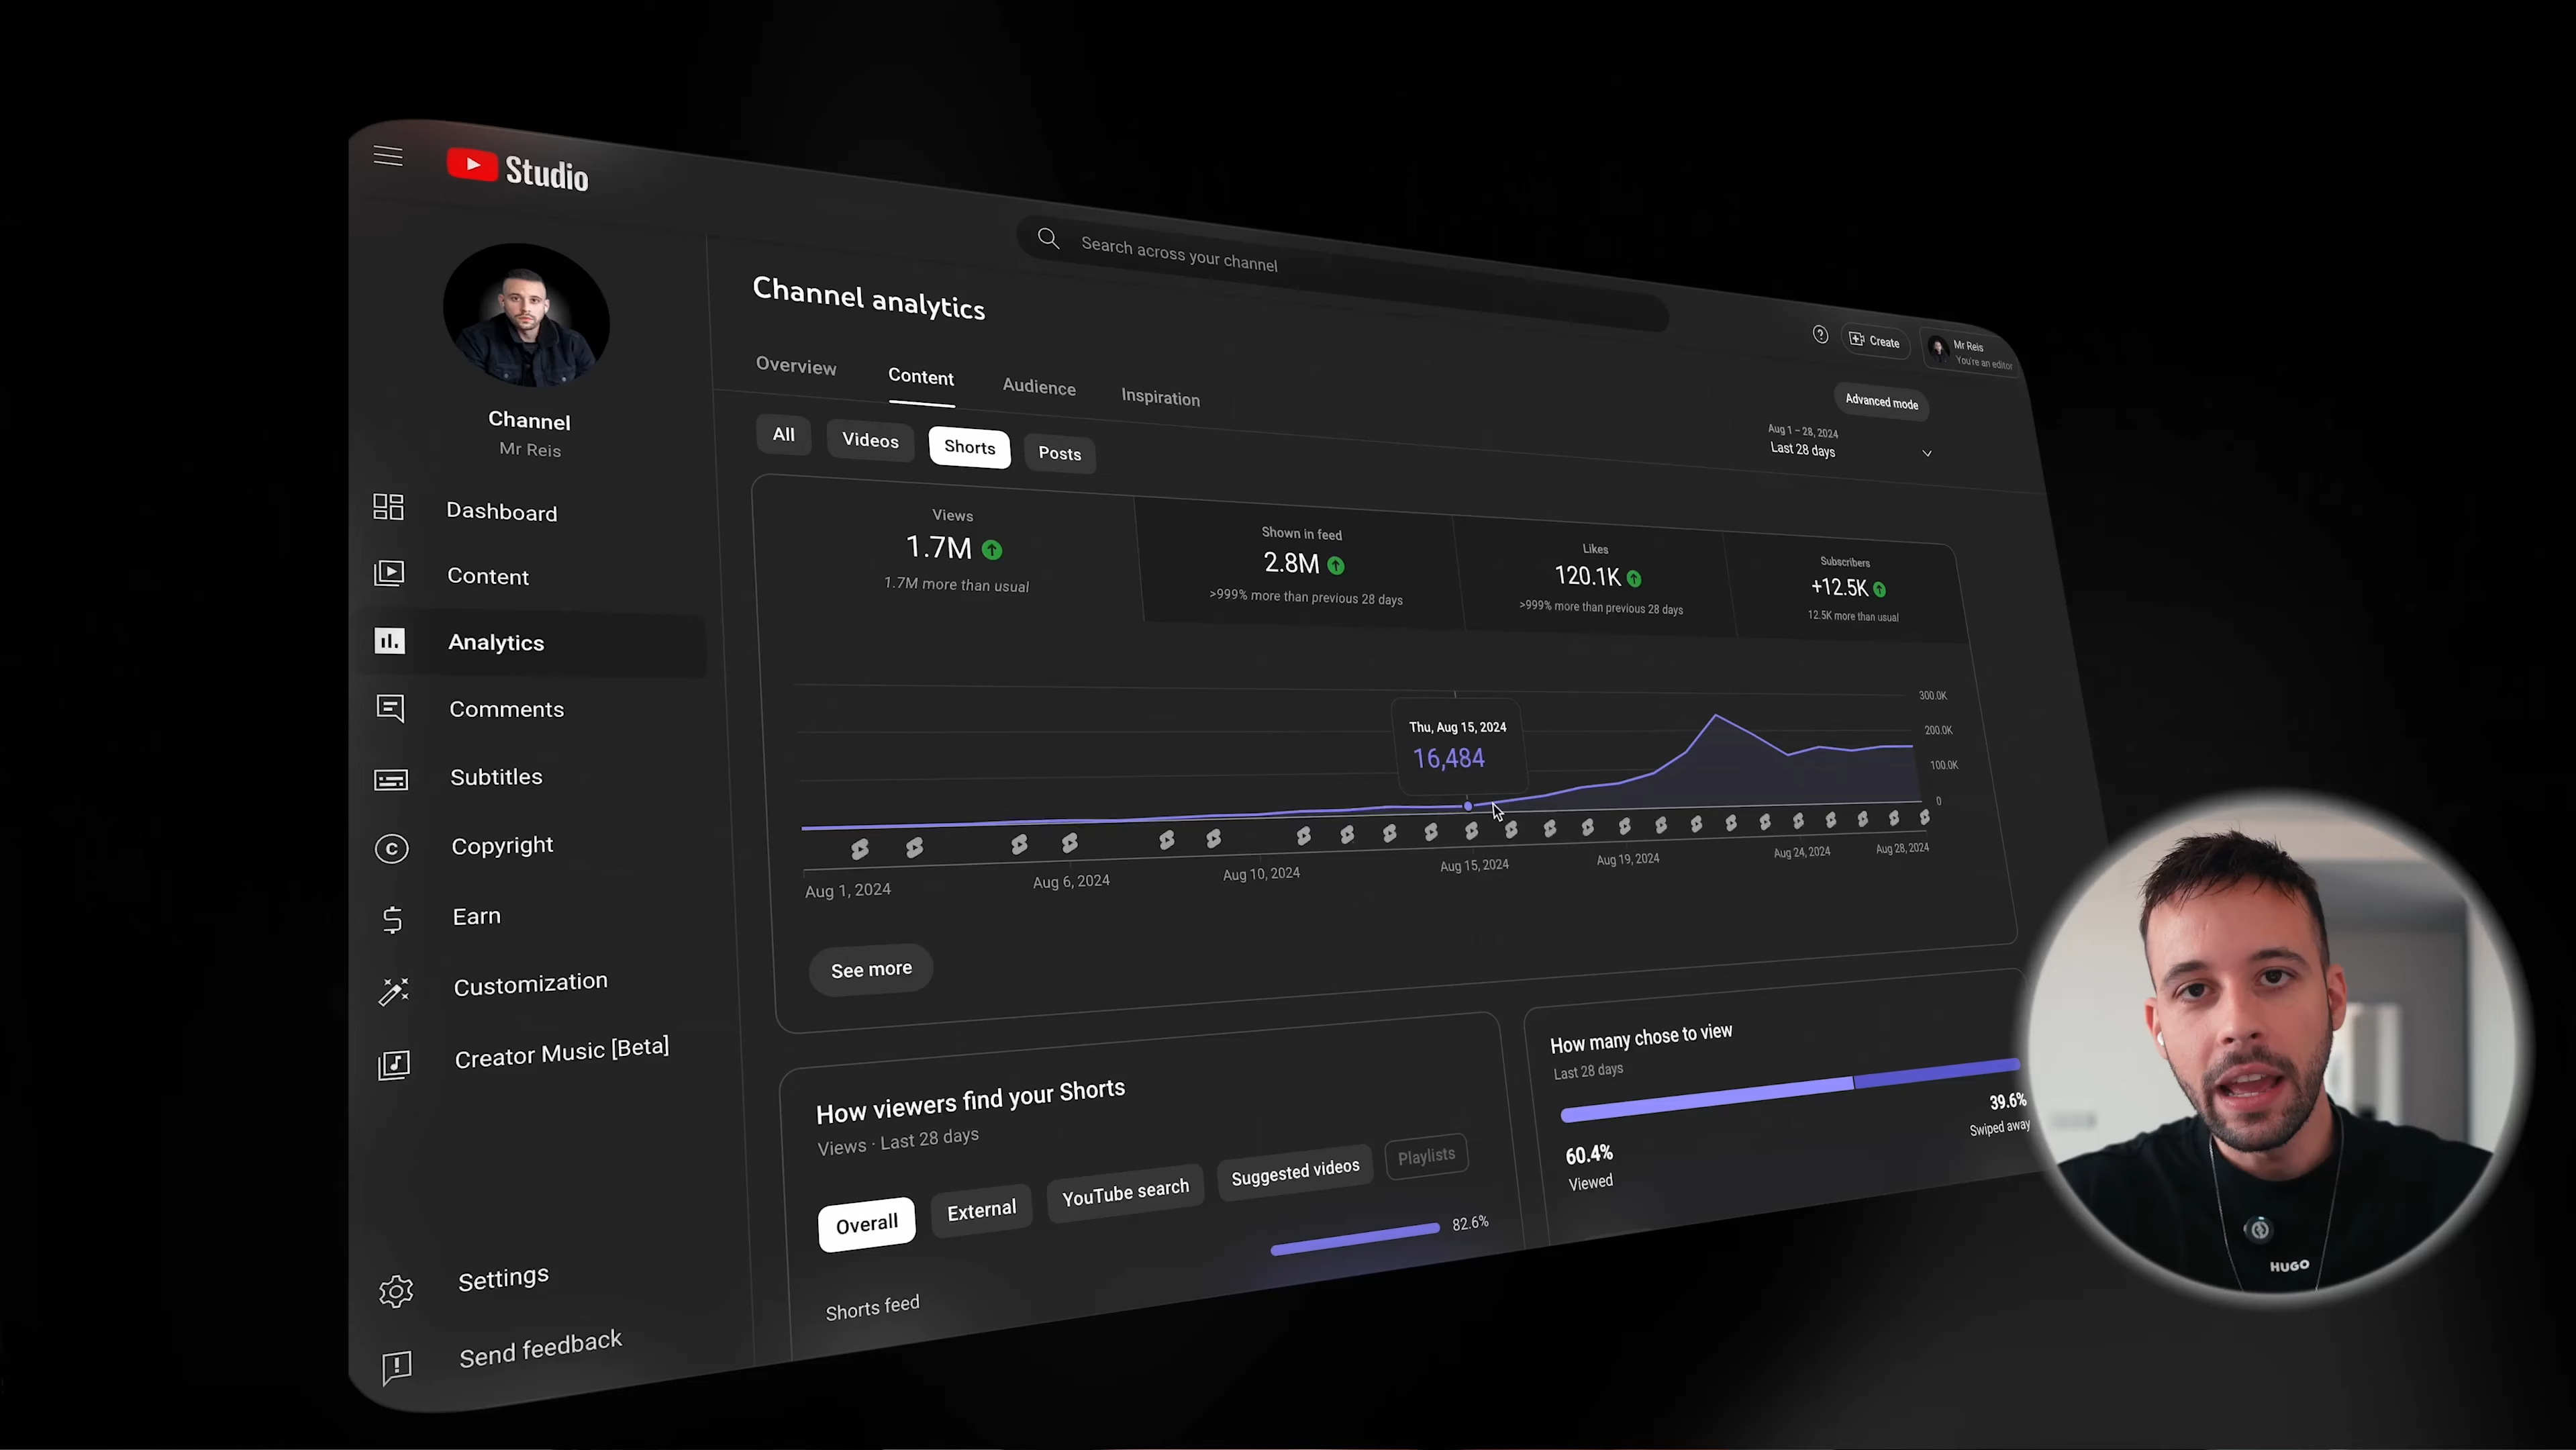 Studio
Search across your channel
Create
Mr Reis
You're an editor
Channel
Mr Reis
Dashboard
Content
Analytics
Comments
Subtitles
Copyright
Earn
Customization
Creator Music [Beta]
Settings
Send feedback
Channel analytics
Advanced mode
Overview
Content
Audience
Inspiration
Aug 1 – 28, 2024
Last 28 days
All
Videos
Shorts
Posts
Views
1.7M
1.7M more than usual
Shown in feed
2.8M
>999% more than previous 28 days
Likes
120.1K
>999% more than previous 28 days
Subscribers
+12.5K
12.5K more than usual
300.0K
200.0K
100.0K
0
Thu, Aug 15, 2024
16,484
Aug 1, 2024
Aug 6, 2024
Aug 10, 2024
Aug 15, 2024
Aug 19, 2024
Aug 24, 2024
Aug 28, 2024
See more
How viewers find your Shorts
Views · Last 28 days
Overall
External
YouTube search
Suggested videos
Playlists
Shorts feed
82.6%
How many chose to view
Last 28 days
60.4%
Viewed
39.6%
Swiped away
HUGO